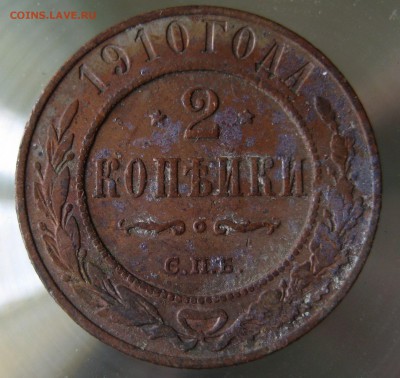 COINS.LAVE.RU
1910 ГОДА
2
КОПѢЙКИ
С.П.Б.